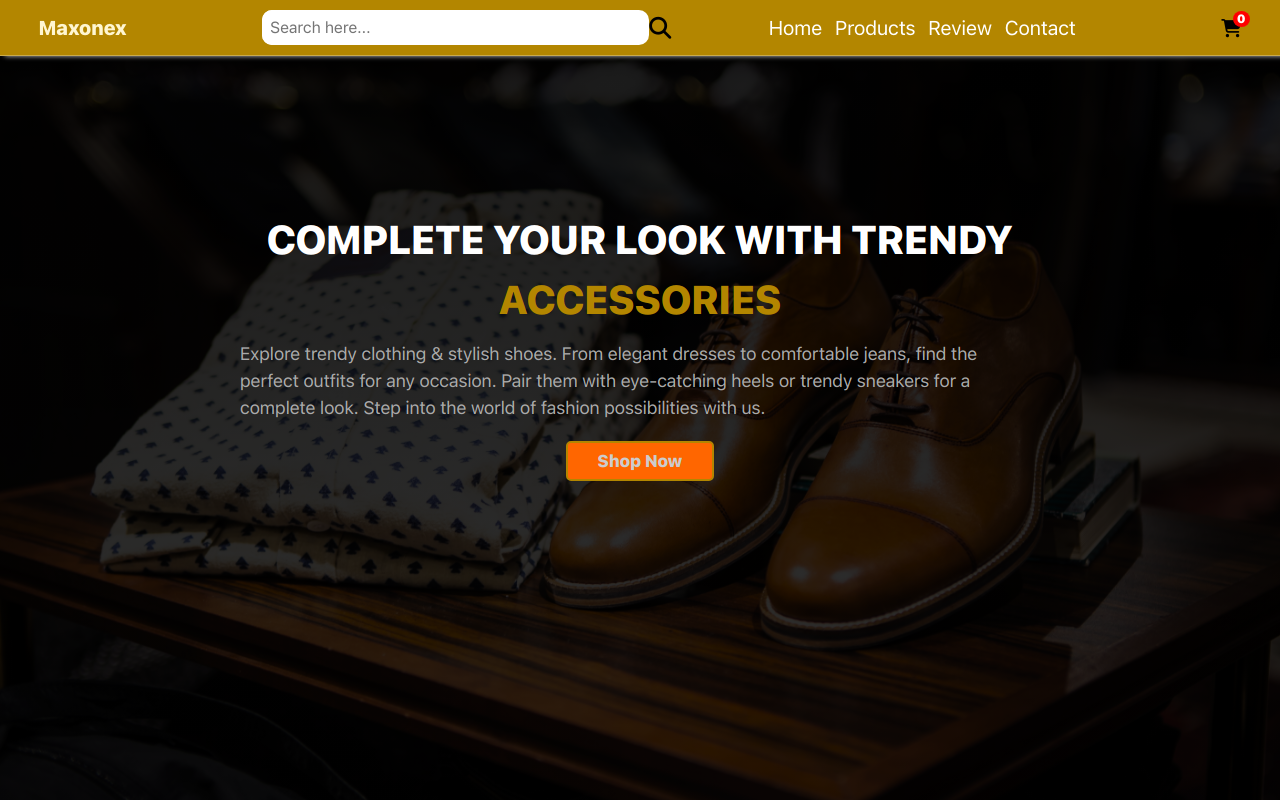 Maxonex
Search here...
Home Products Review Contact
0
COMPLETE YOUR LOOK WITH TRENDY
ACCESSORIES
Explore trendy clothing & stylish shoes. From elegant dresses to comfortable jeans, find the
perfect outfits for any occasion. Pair them with eye-catching heels or trendy sneakers for a
complete look. Step into the world of fashion possibilities with us.
Shop Now